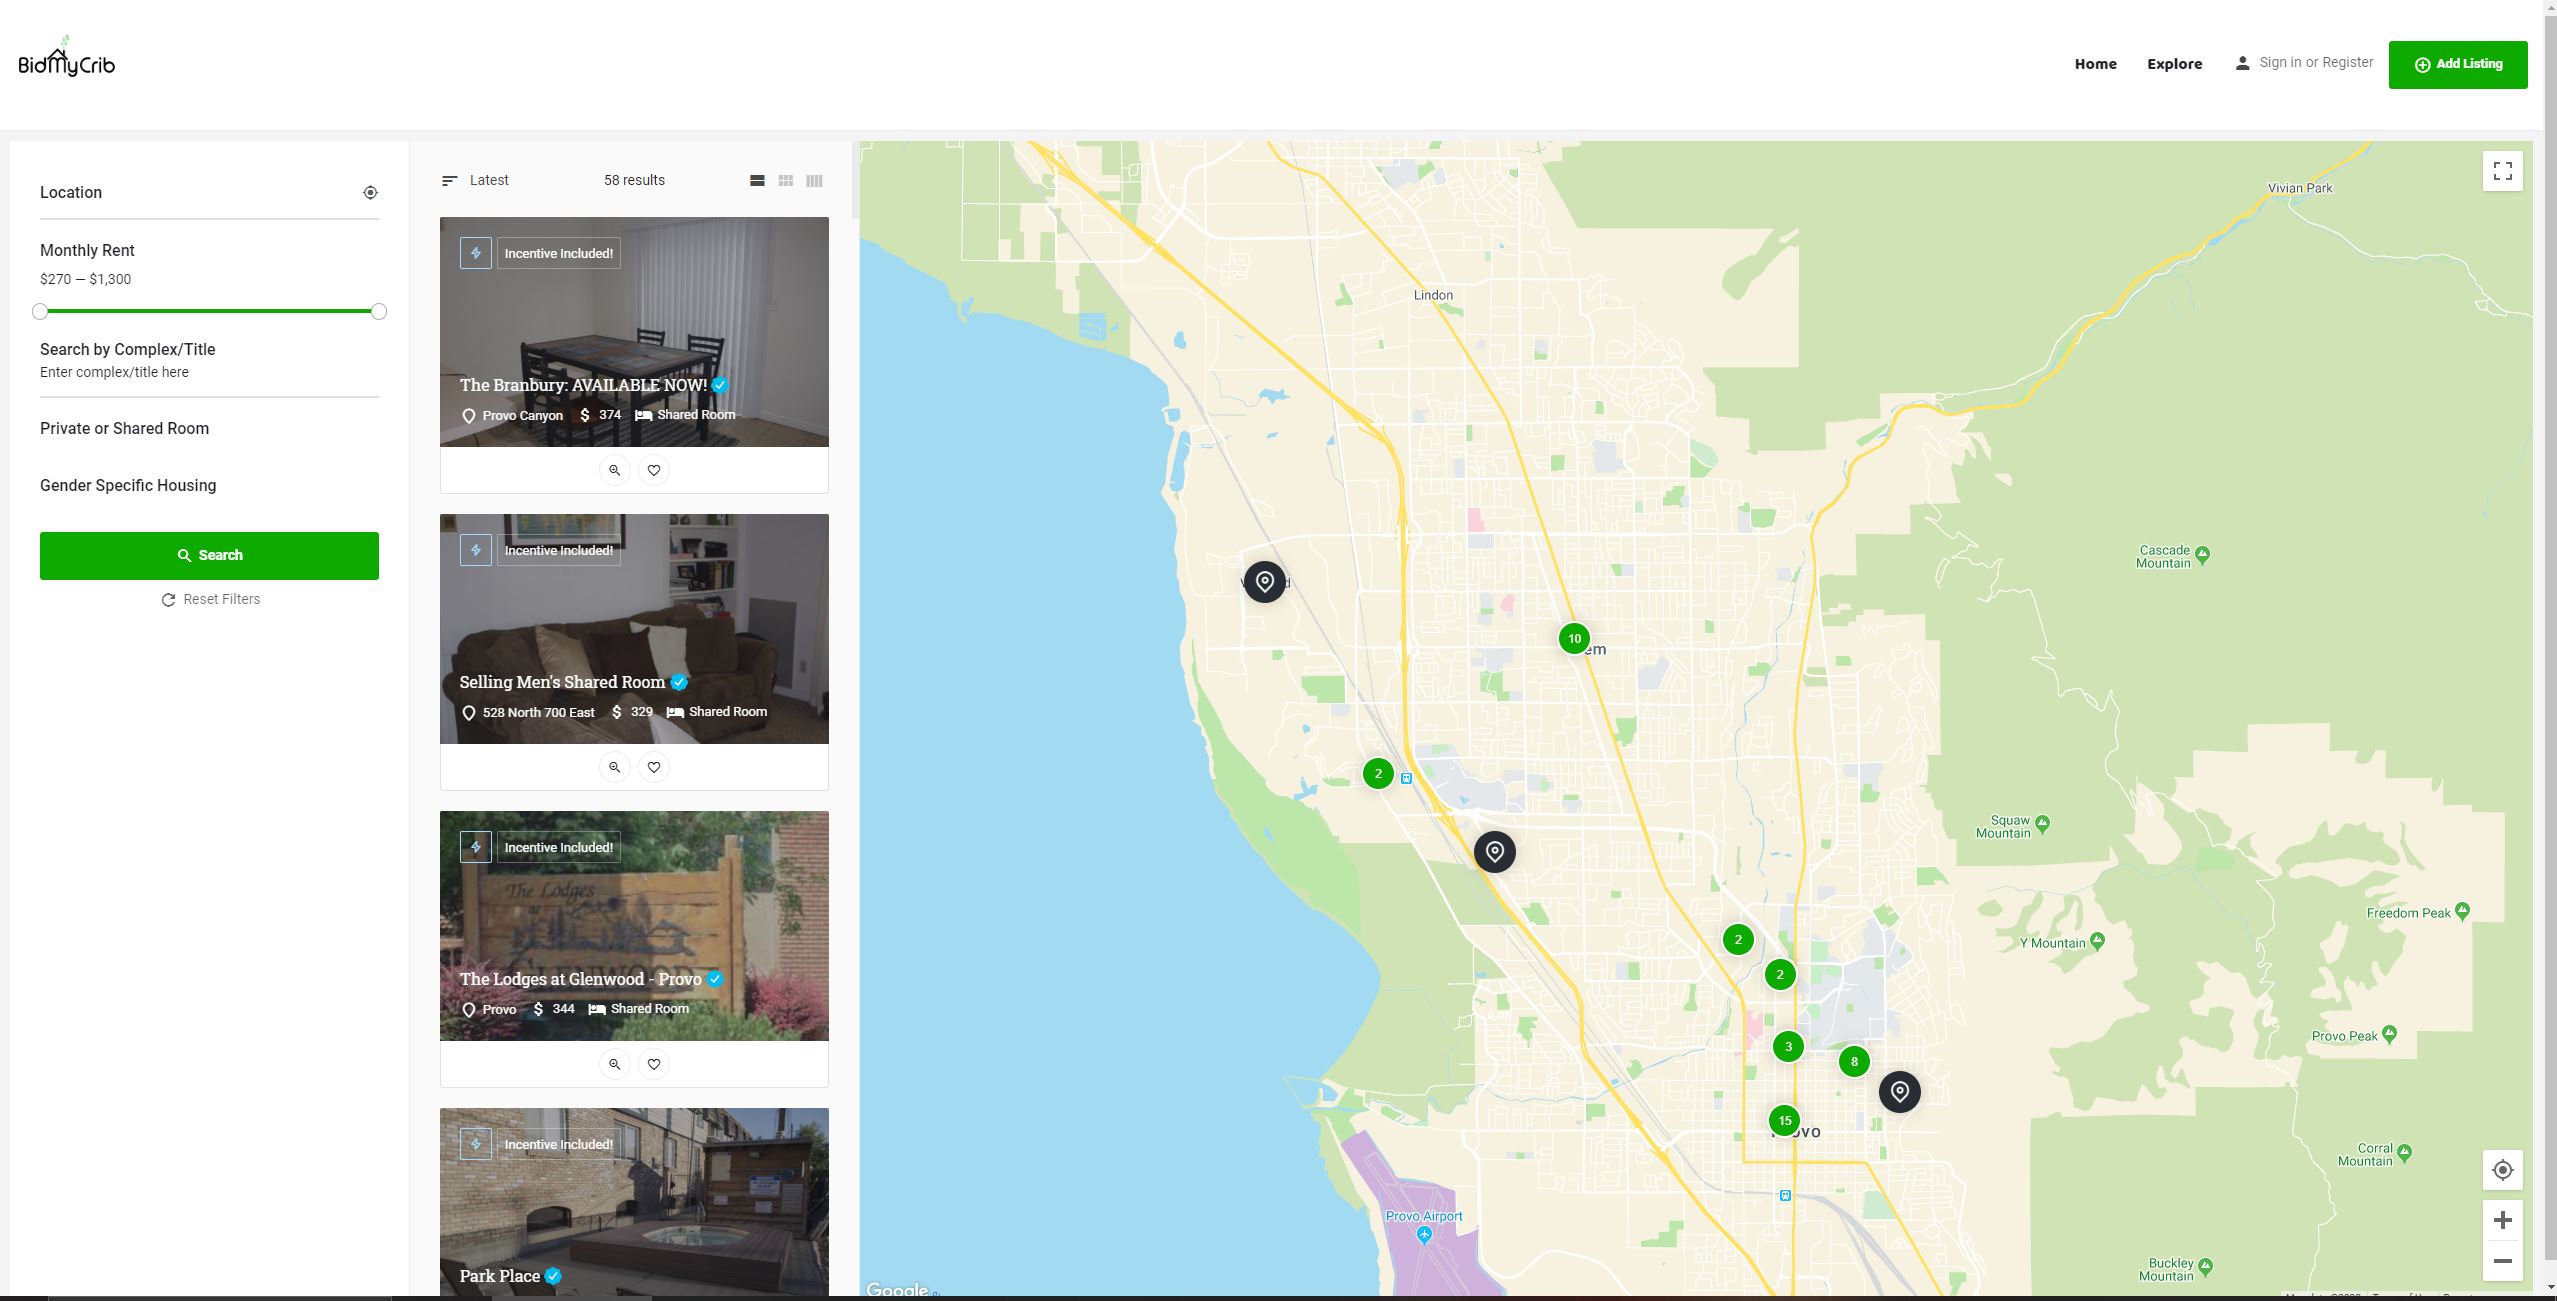 BidMyCrib
Home
Explore
Sign in or Register
Add Listing
Location
Monthly Rent
$270 — $1,300
Search by Complex/Title
Enter complex/title here
Private or Shared Room
Gender Specific Housing
Search
Reset Filters
Latest
58 results
Incentive Included!
The Branbury: AVAILABLE NOW!
Provo Canyon $ 374 Shared Room
Incentive Included!
Selling Men's Shared Room
528 North 700 East $ 329 Shared Room
Incentive Included!
The Lodges
at
The Lodges at Glenwood - Provo
Provo $ 344 Shared Room
Incentive Included!
Park Place
Vivian Park
Lindon
Cascade
Mountain
10
2
Squaw
Mountain
Freedom Peak
2
Y Mountain
2
Provo Peak
3
8
15
Corral
Mountain
Provo Airport
Buckley
Mountain
Google